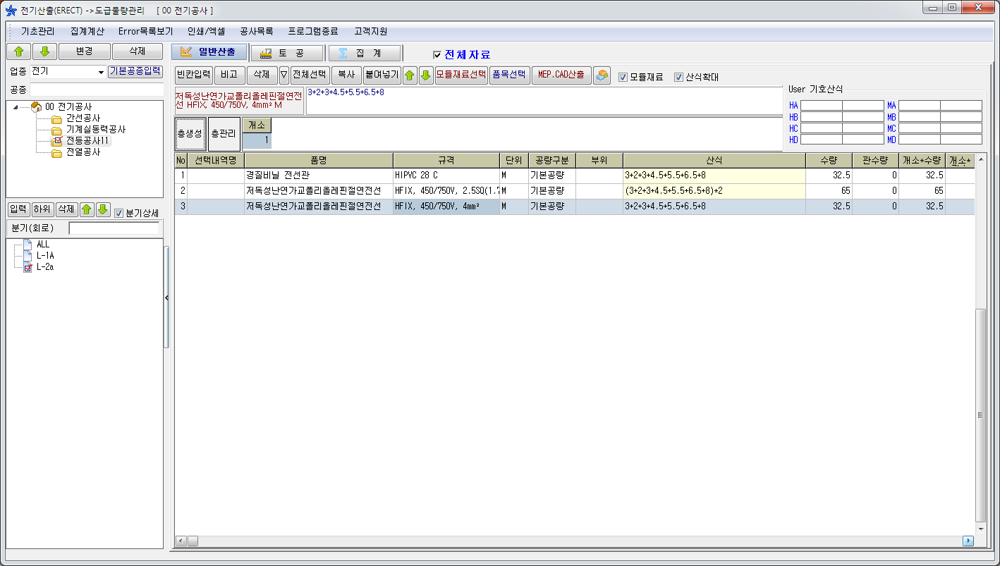 전기산출(ERECT) ->도급물량관리 [ 00 전기공사 ]
기초관리 집계계산 Error목록보기 인쇄/엑셀 공사목록 프로그램종료 고객지원
변경 삭제
업종 전기 기본공종입력
공종
00 전기공사
간선공사
기계실동력공사
전등공사11
전열공사
입력 하위 삭제 분기상세
분기(회로)
ALL
L-1A
L-2a
일반산출 토 공 집 계 전체자료
빈칸입력 비고 삭제 ▽ 전체선택 복사 붙여넣기 모듈재료선택 품목선택 MEP.CAD산출 모듈재료 산식확대
저독성난연가교폴리올레핀절연전
선 HFIX, 450/750V, 4mm² M
3+2+3+4.5+5.5+6.5+8
User 기호산식
HA MA
HB MB
HC MC
HD MD
층생성 층관리 개소
1
No 선택내역명 품명 규격 단위 공량구분 부위 산식 수량 관수량 개소*수량 개소*
1 경질비닐 전선관 HIPVC 28 C M 기본공량 3+2+3+4.5+5.5+6.5+8 32.5 0 32.5
2 저독성난연가교폴리올레핀절연전선 HFIX, 450/750V, 2.5SQ(1.7 M 기본공량 (3+2+3+4.5+5.5+6.5+8)*2 65 0 65
3 저독성난연가교폴리올레핀절연전선 HFIX, 450/750V, 4mm² M 기본공량 3+2+3+4.5+5.5+6.5+8 32.5 0 32.5